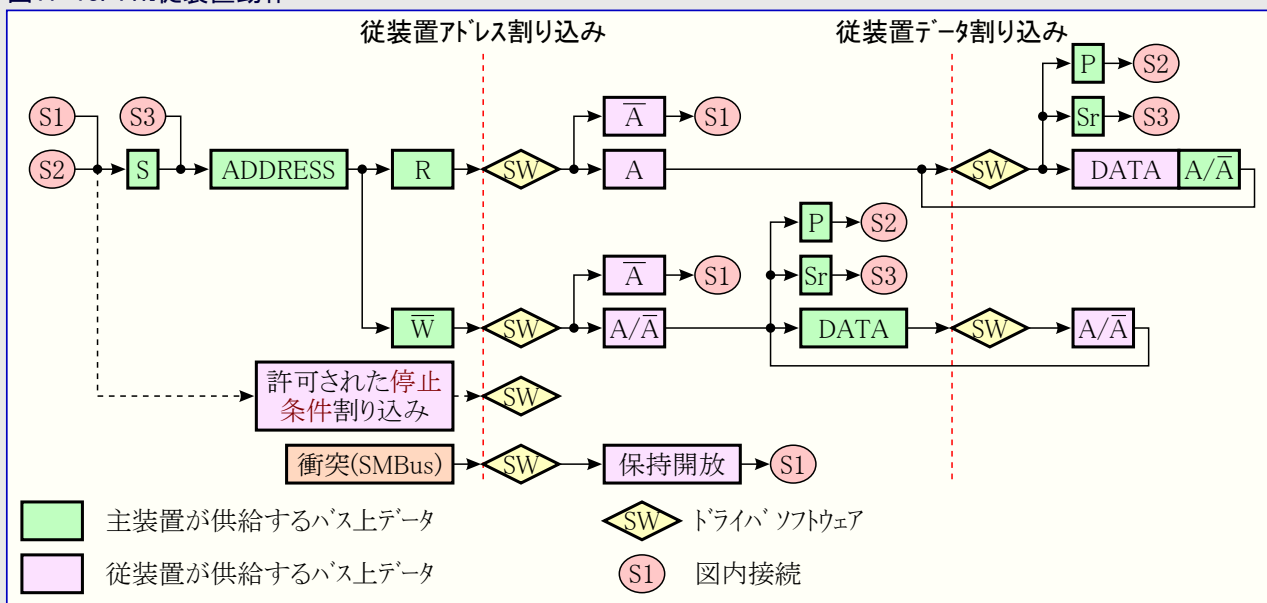 従装置アドレス割り込み 従装置データ割り込み
P S2
S1 S3 A̅ S1 Sr S3
S2 S ADDRESS R SW A SW DATA A/A̅
P S2
A̅ S1 Sr S3
W̅ SW A/A̅ DATA SW A/A̅
許可された停止
条件割り込み SW
衝突(SMBus) SW 保持開放 S1
主装置が供給するバス上データ SW ドライバ ソフトウェア
従装置が供給するバス上データ S1 図内接続